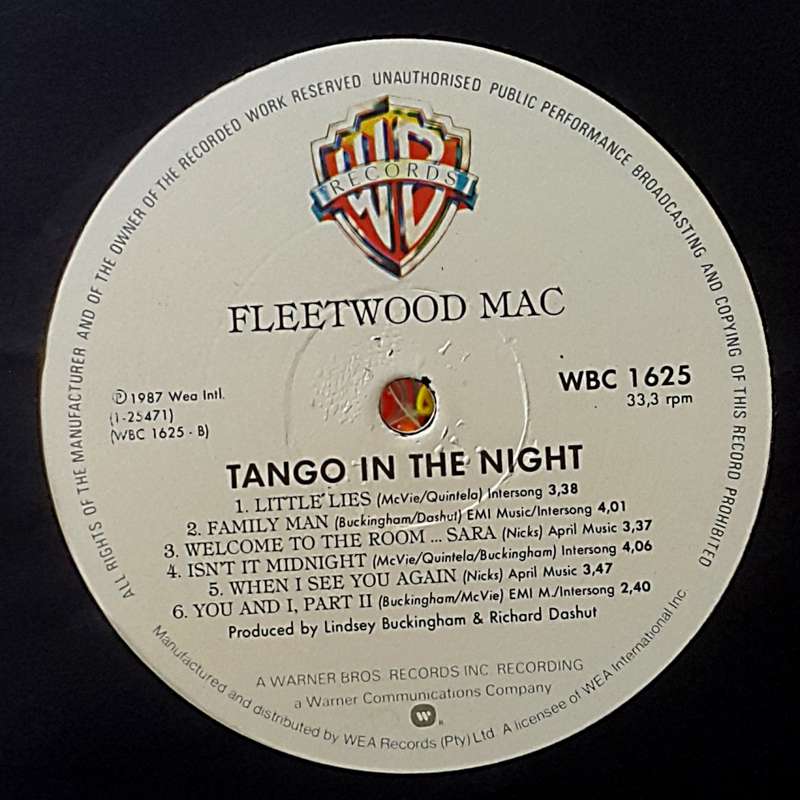 ALL RIGHTS OF THE MANUFACTURER AND OF THE OWNER OF THE RECORDED WORK RESERVED UNAUTHORISED PUBLIC PERFORMANCE BROADCASTING AND COPYING OF THIS RECORD PROHIBITED
WB
RECORDS
FLEETWOOD MAC
℗ 1987 Wea Intl.
(1-25471)
(WBC 1625 - B)
WBC 1625
33,3 rpm
TANGO IN THE NIGHT
1. LITTLE LIES (McVie/Quintela) Intersong 3,38
2. FAMILY MAN (Buckingham/Dashut) EMI Music/Intersong 4,01
3. WELCOME TO THE ROOM ... SARA (Nicks) April Music 3,37
4. ISN'T IT MIDNIGHT (McVie/Quintela/Buckingham) Intersong 4,06
5. WHEN I SEE YOU AGAIN (Nicks) April Music 3,47
6. YOU AND I, PART II (Buckingham/McVie) EMI M./Intersong 2,40
Produced by Lindsey Buckingham & Richard Dashut
A WARNER BROS. RECORDS INC. RECORDING
a Warner Communications Company
Manufactured and distributed by WEA Records (Pty) Ltd. A licensee of WEA International Inc.